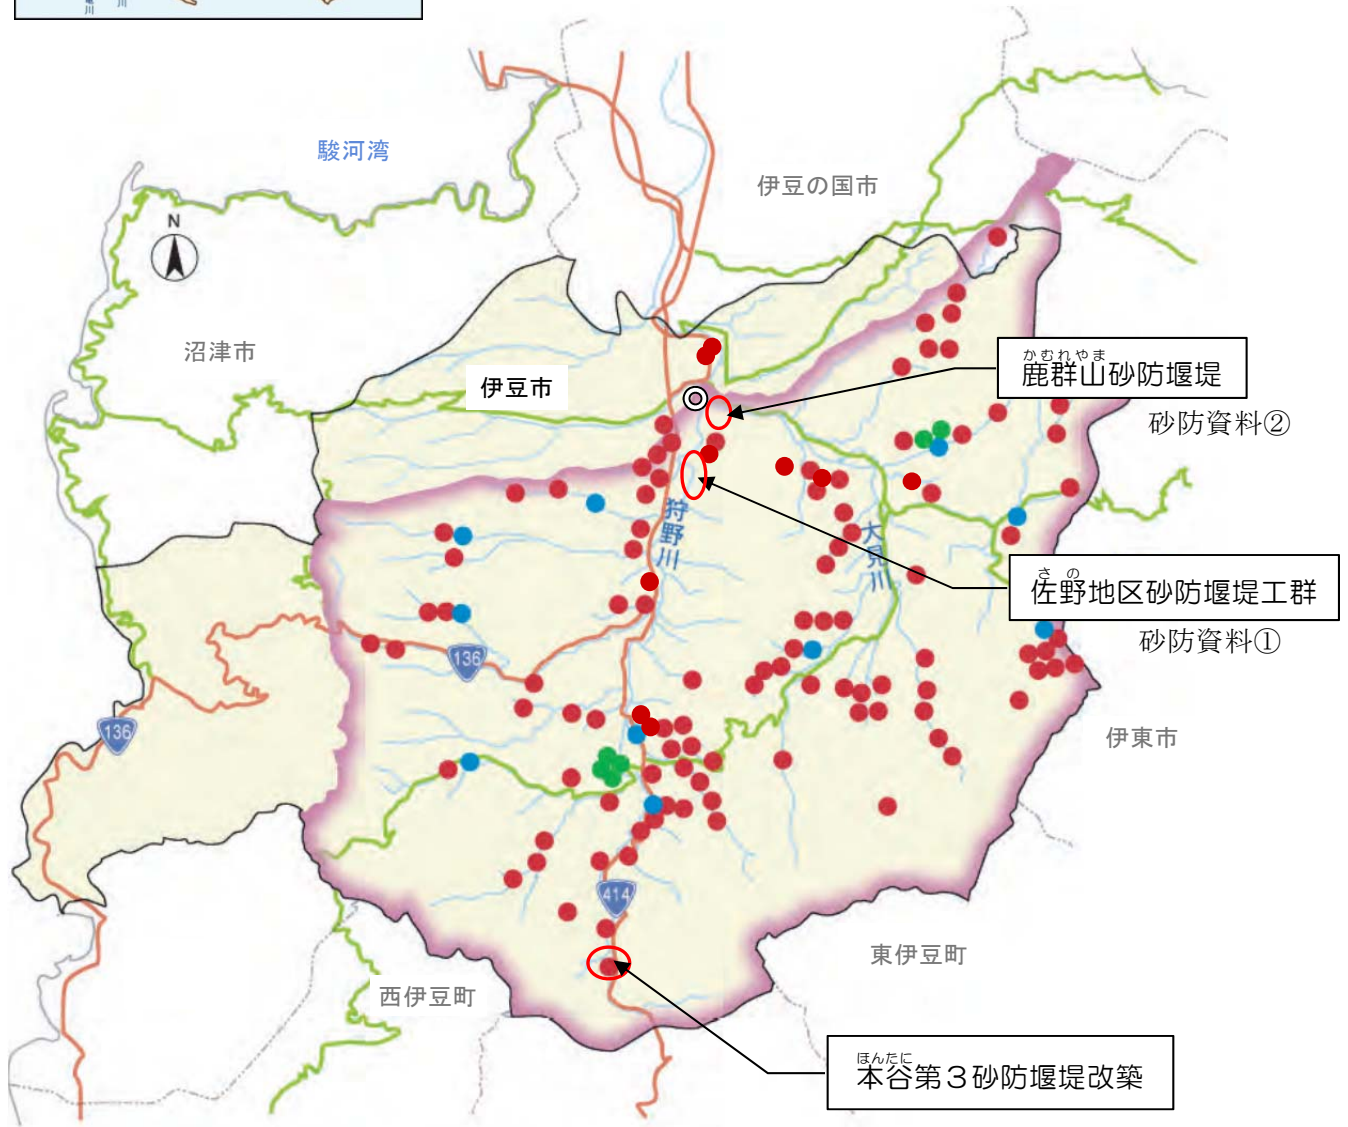 竜川
川
駿河湾
伊豆の国市
N
沼津市
伊豆市
かむれやま
鹿群山砂防堰堤
砂防資料②
狩野川
大見川
さの
佐野地区砂防堰堤工群
砂防資料①
136
136
伊東市
414
東伊豆町
西伊豆町
ほんたに
本谷第3砂防堰堤改築